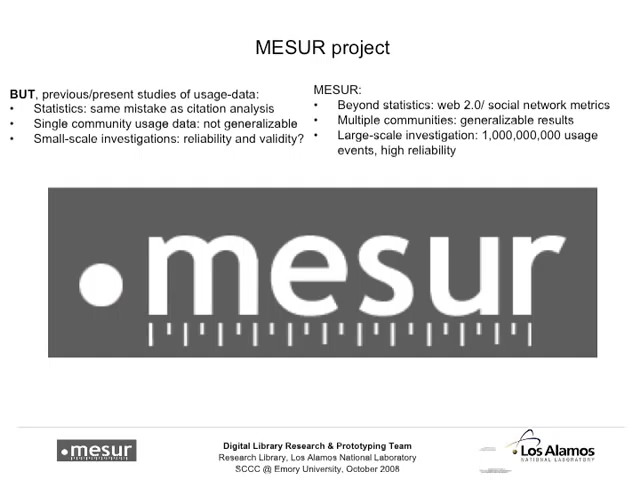 MESUR project
BUT, previous/present studies of usage-data:
• Statistics: same mistake as citation analysis
• Single community usage data: not generalizable
• Small-scale investigations: reliability and validity?
MESUR:
• Beyond statistics: web 2.0/ social network metrics
• Multiple communities: generalizable results
• Large-scale investigation: 1,000,000,000 usage
events, high reliability
mesur
mesur
Digital Library Research & Prototyping Team
Research Library, Los Alamos National Laboratory
SCCC @ Emory University, October 2008
Los Alamos
NATIONAL LABORATORY